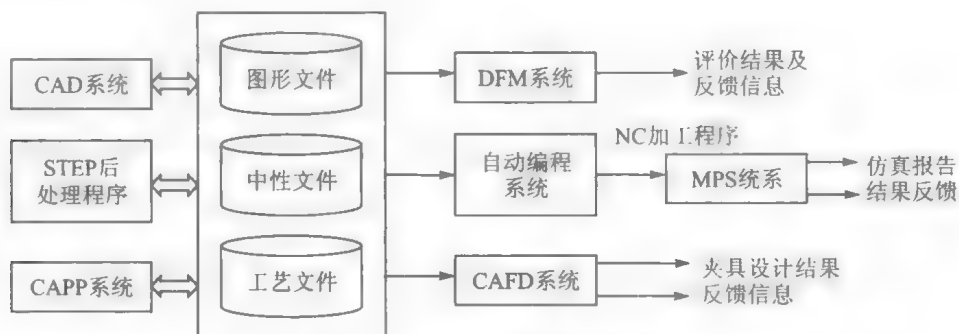 CAD系统
STEP后
处理程序
CAPP系统
图形文件
中性文件
工艺文件
DFM系统
评价结果及
反馈信息
自动编程
系统
NC加工程序
MPS统系
仿真报告
结果反馈
CAFD系统
夹具设计结果
反馈信息